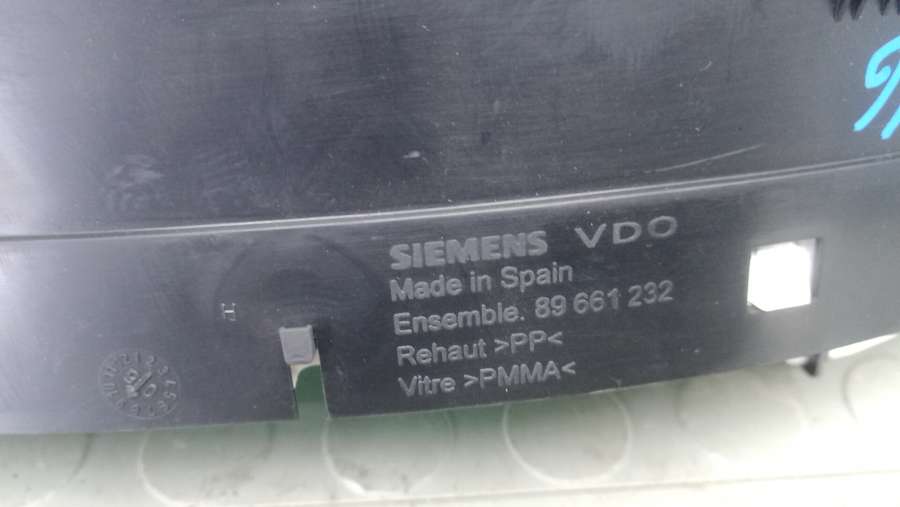 SIEMENS VDO
Made in Spain
Ensemble. 89 661 232
Rehaut >PP<
Vitre >PMMA<